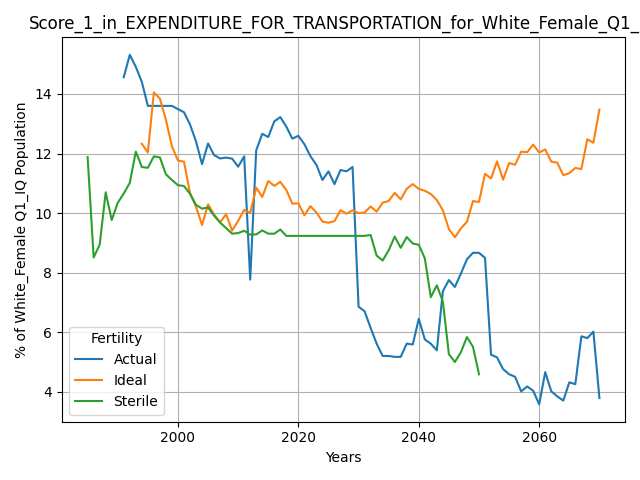 Score_1_in_EXPENDITURE_FOR_TRANSPORTATION_for_White_Female_Q1_
% of White_Female Q1_IQ Population
14
12
10
8
6
4
Fertility
Actual
Ideal
Sterile
2000 2020 2040 2060
Years